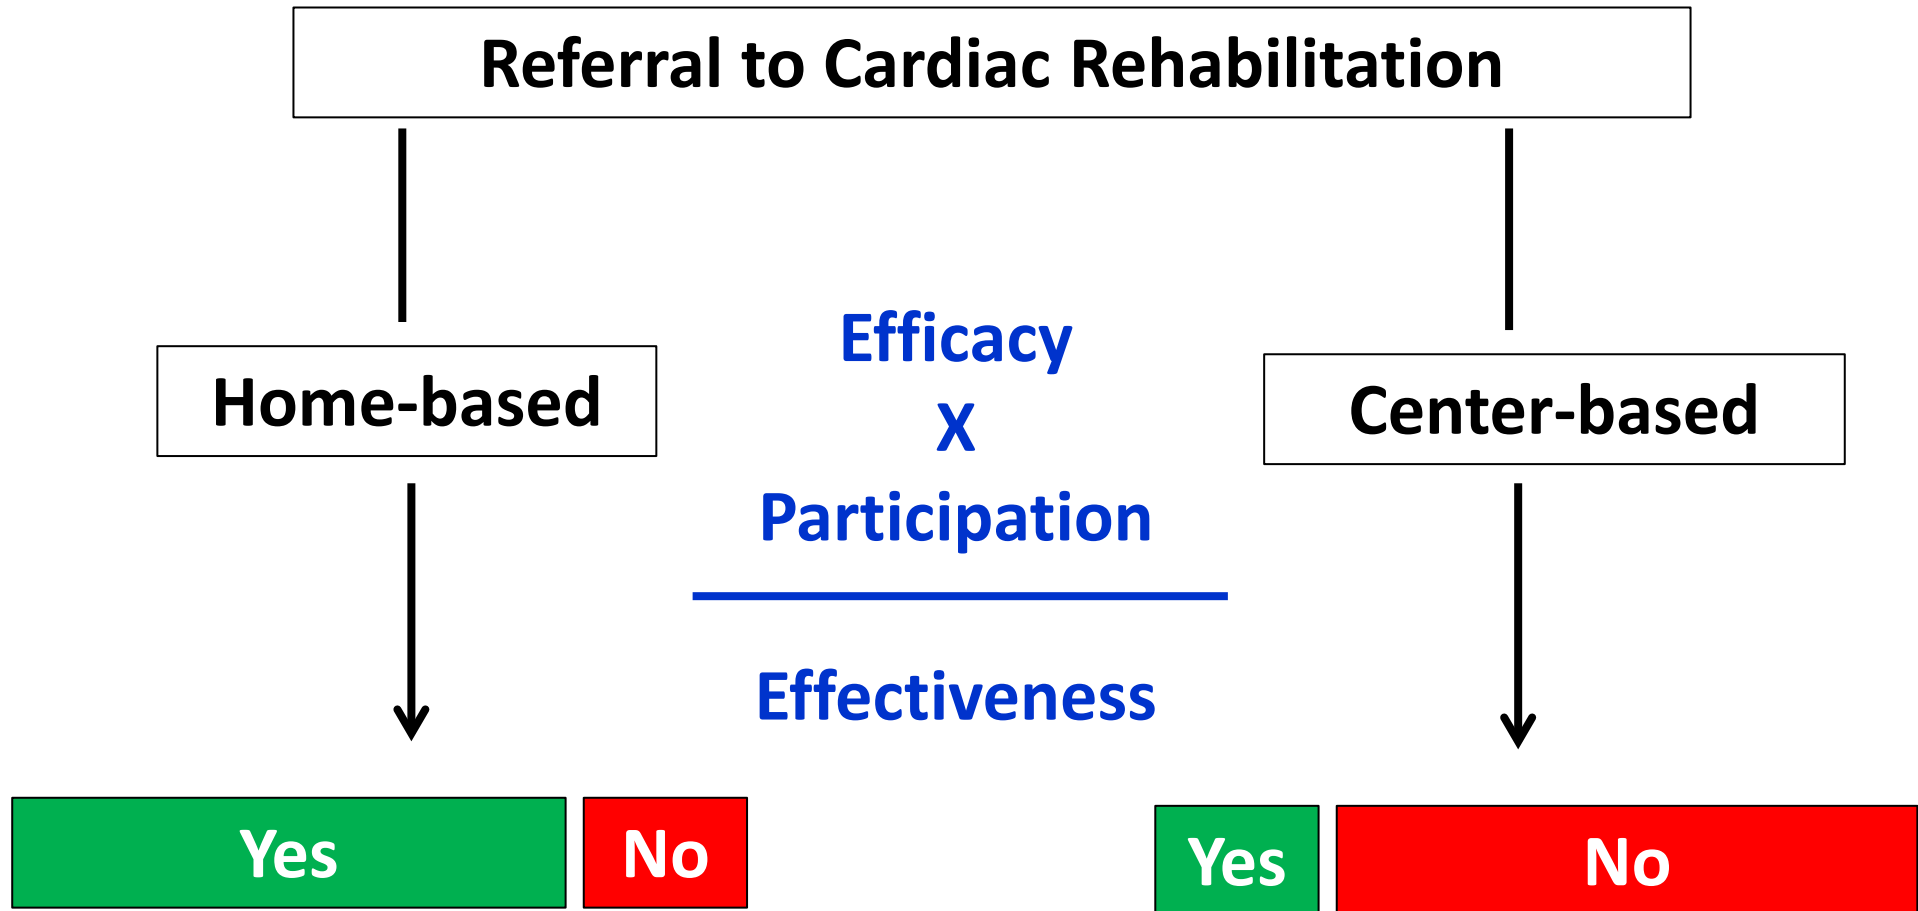 Referral to Cardiac Rehabilitation
Home-based
Efficacy
X
Participation
Effectiveness
Center-based
Yes
No
Yes
No